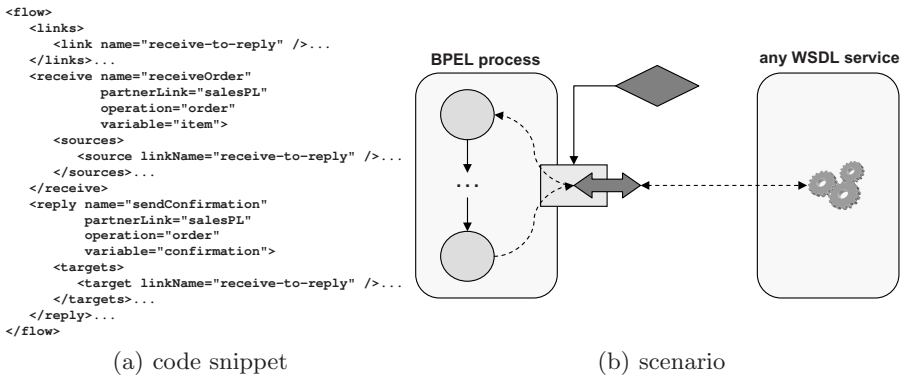 <flow>
<links>
<link name="receive-to-reply" />...
</links>...
<receive name="receiveOrder"
partnerLink="salesPL"
operation="order"
variable="item">
<sources>
<source linkName="receive-to-reply" />...
</sources>...
</receive>
<reply name="sendConfirmation"
partnerLink="salesPL"
operation="order"
variable="confirmation">
<targets>
<target linkName="receive-to-reply" />...
</targets>...
</reply>...
</flow>
(a) code snippet
BPEL process
any WSDL service
...
(b) scenario